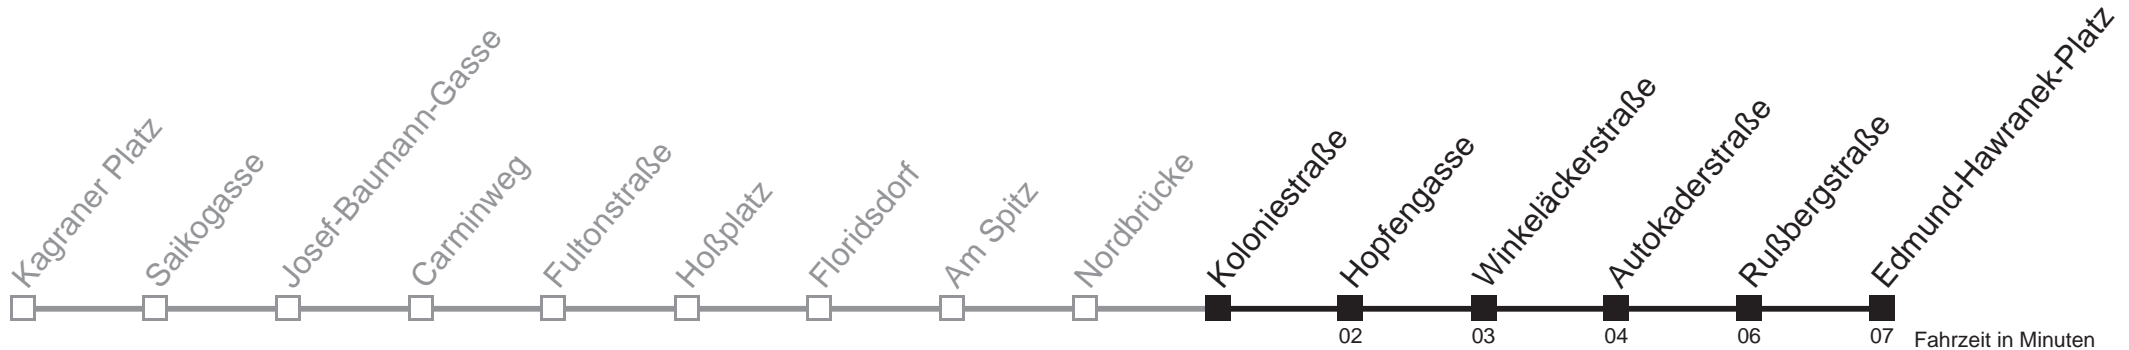 Kagraner Platz
Saikogasse
Josef-Baumann-Gasse
Carminweg
Fultonstraße
Hoßplatz
Floridsdorf
Am Spitz
Nordbrücke
Koloniestraße
Hopfengasse
Winkeläckerstraße
Autokaderstraße
Rußbergstraße
Edmund-Hawranek-Platz
02 03 04 06 07 Fahrzeit in Minuten